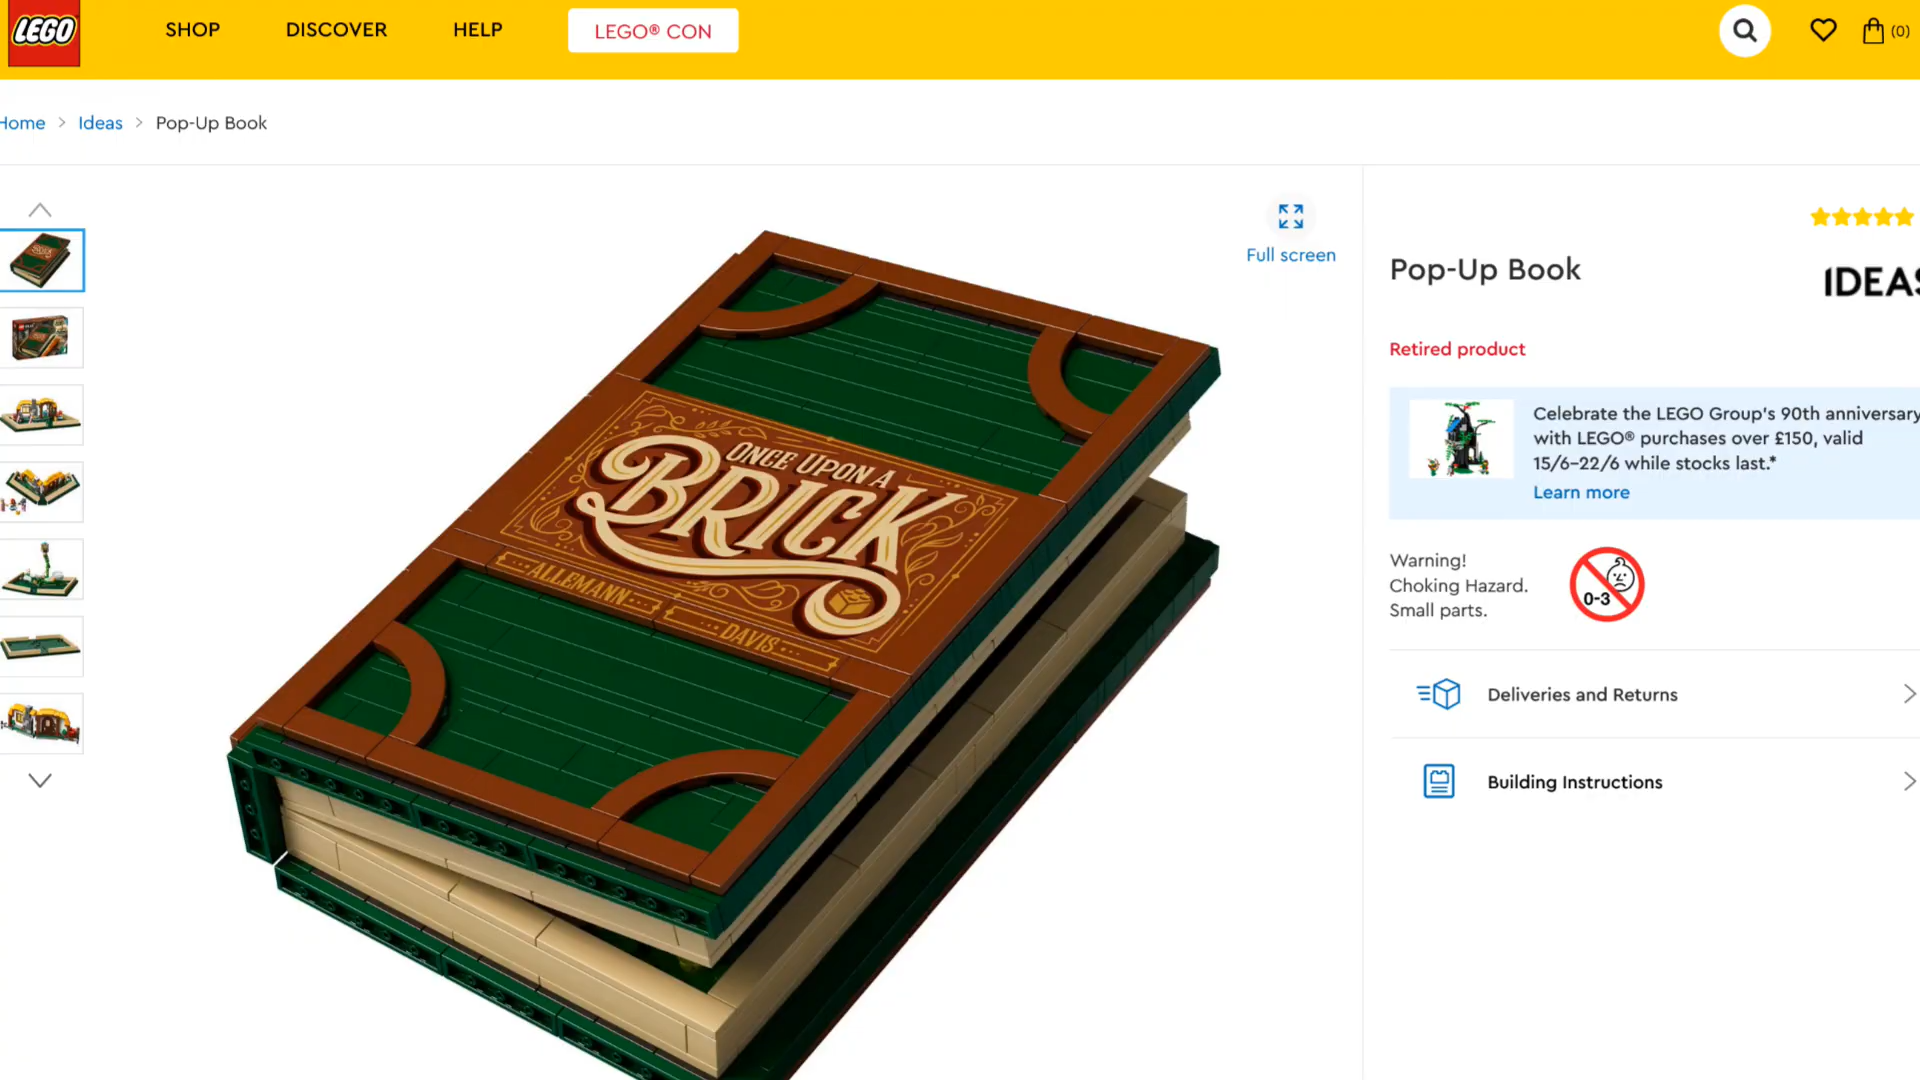 LEGO
SHOP
DISCOVER
HELP
LEGO® CON
(0)
Home > Ideas > Pop-Up Book
Full screen
ONCE UPON A
BRICK
ALLEMANN
DAVIS
Pop-Up Book
IDEAS
Retired product
Celebrate the LEGO Group's 90th anniversary
with LEGO® purchases over £150, valid
15/6-22/6 while stocks last.*
Learn more
Warning!
Choking Hazard.
Small parts.
0-3
Deliveries and Returns
Building Instructions